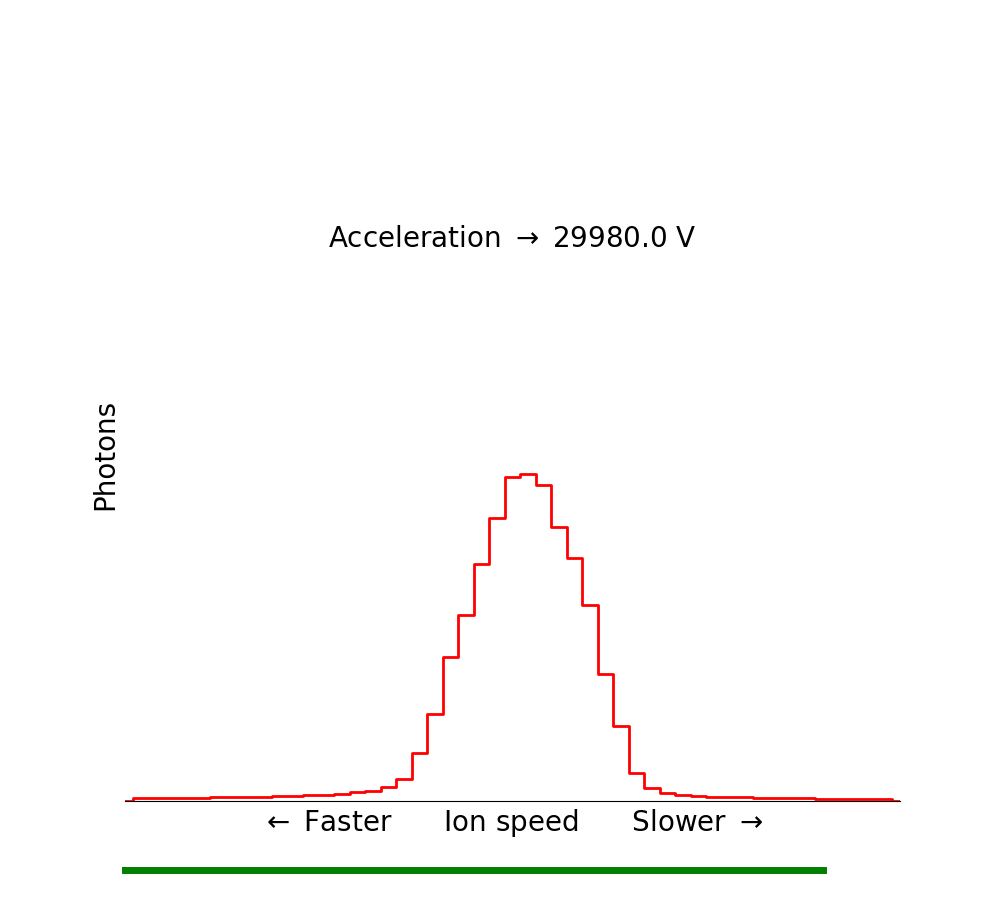 Acceleration → 29980.0 V
Photons
← Faster Ion speed Slower →